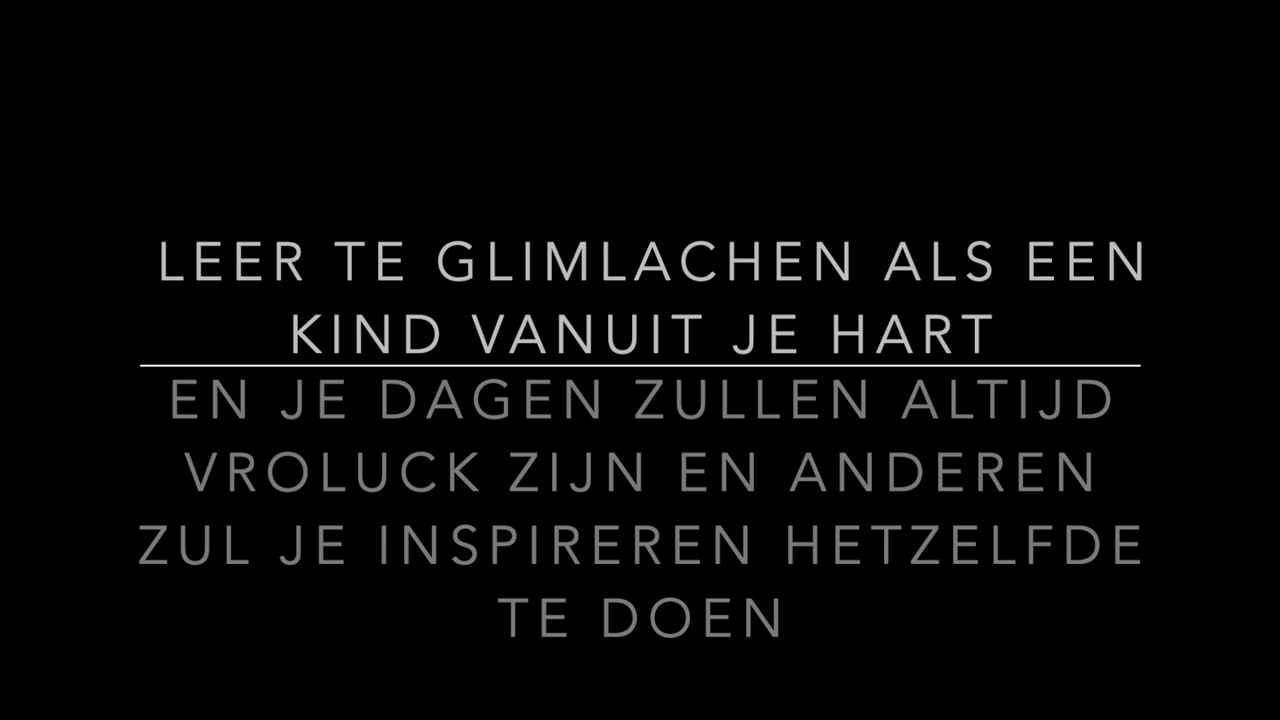 LEER TE GLIMLACHEN ALS EEN
KIND VANUIT JE HART
EN JE DAGEN ZULLEN ALTIJD
VROLUCK ZIJN EN ANDEREN
ZUL JE INSPIREREN HETZELFDE
TE DOEN